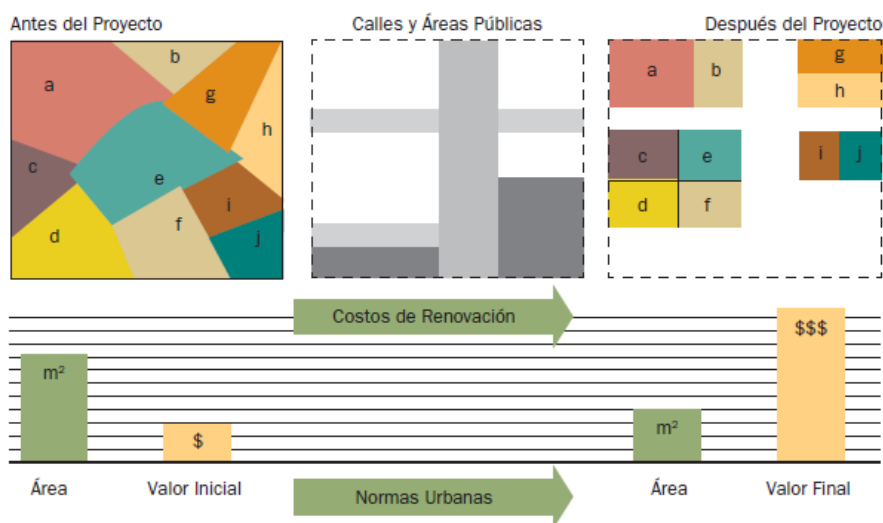 Antes del Proyecto
Calles y Áreas Públicas
Después del Proyecto
a
b
g
h
c
e
i
d
f
j
a
b
g
h
c
e
i
j
d
f
Costos de Renovación
$$$
m²
$
m²
Área
Valor Inicial
Normas Urbanas
Área
Valor Final